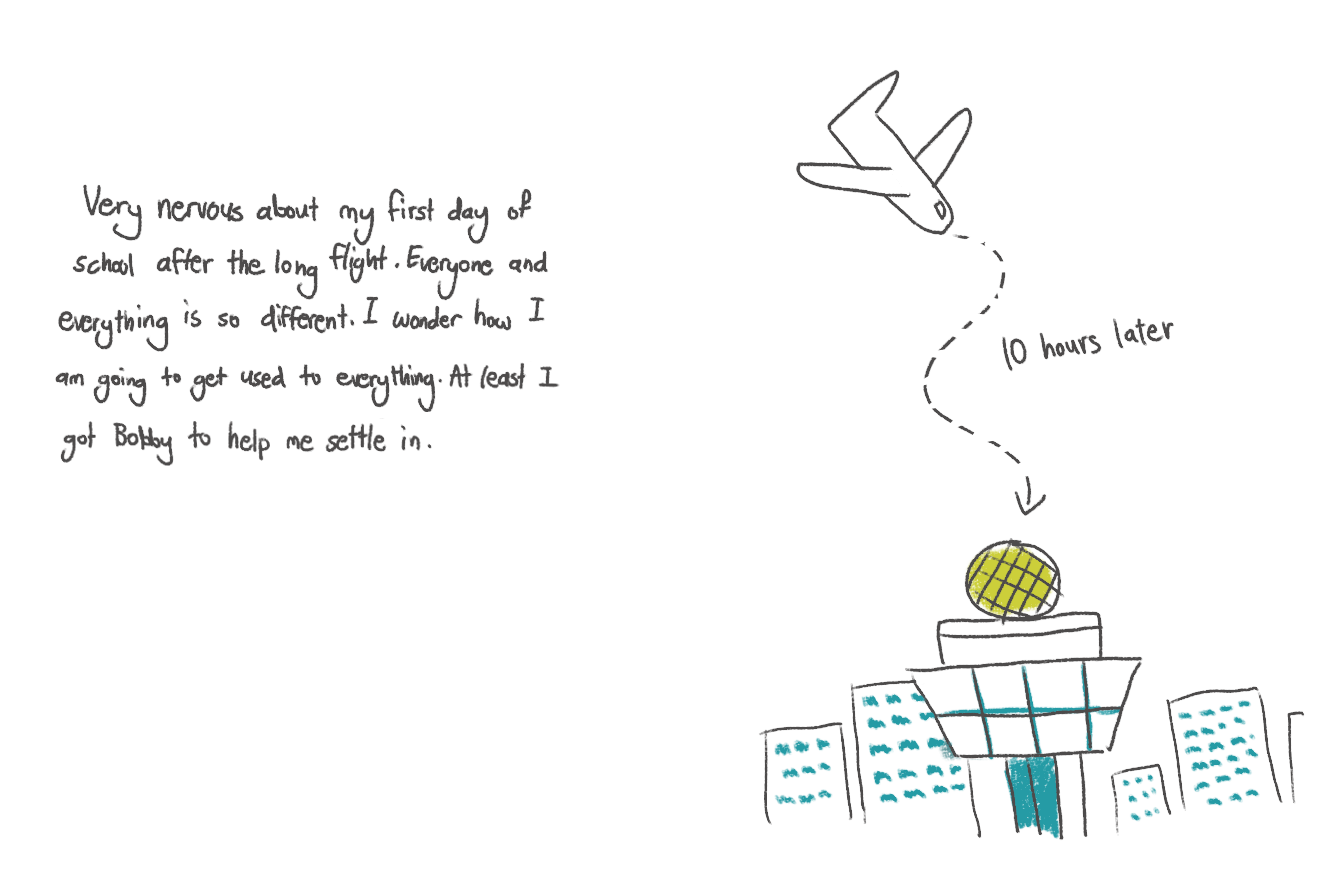 Very nervous about my first day of
school after the long flight. Everyone and
everything is so different. I wonder how I
am going to get used to everything. At least I
got Bobby to help me settle in.
10 hours later